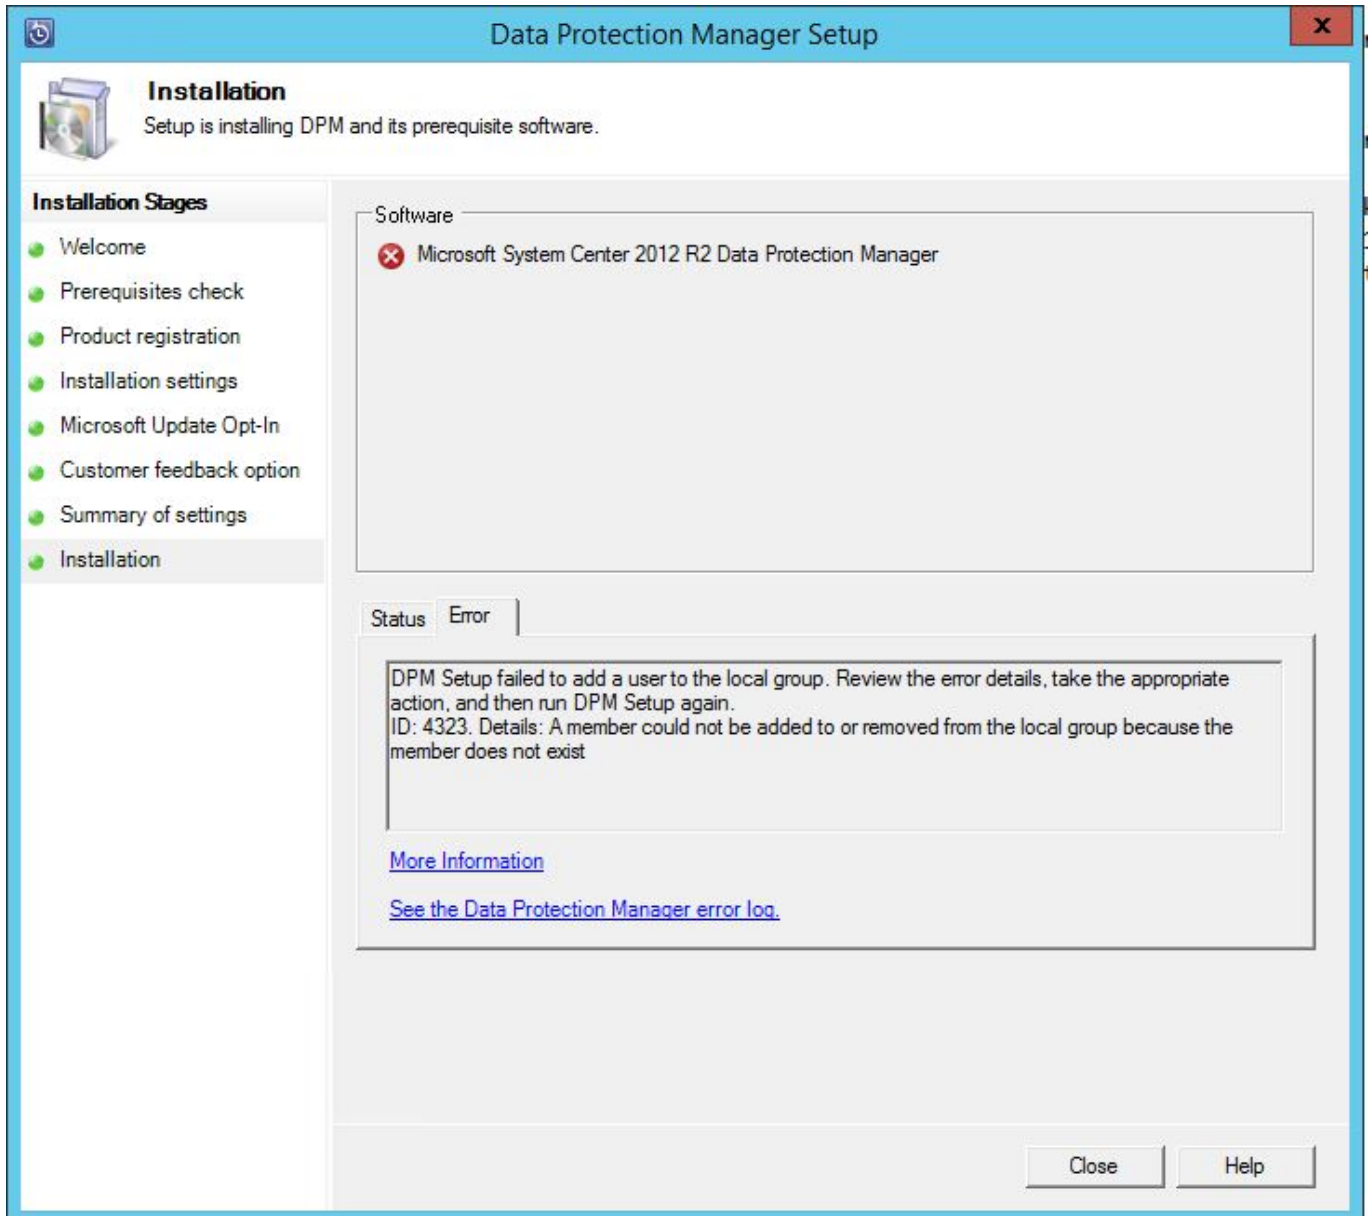 Data Protection Manager Setup
x
Installation
Setup is installing DPM and its prerequisite software.
Installation Stages
Welcome
Prerequisites check
Product registration
Installation settings
Microsoft Update Opt-In
Customer feedback option
Summary of settings
Installation
Software
Microsoft System Center 2012 R2 Data Protection Manager
Status
Error
DPM Setup failed to add a user to the local group. Review the error details, take the appropriate
action, and then run DPM Setup again.
ID: 4323. Details: A member could not be added to or removed from the local group because the
member does not exist
More Information
See the Data Protection Manager error log.
Close
Help